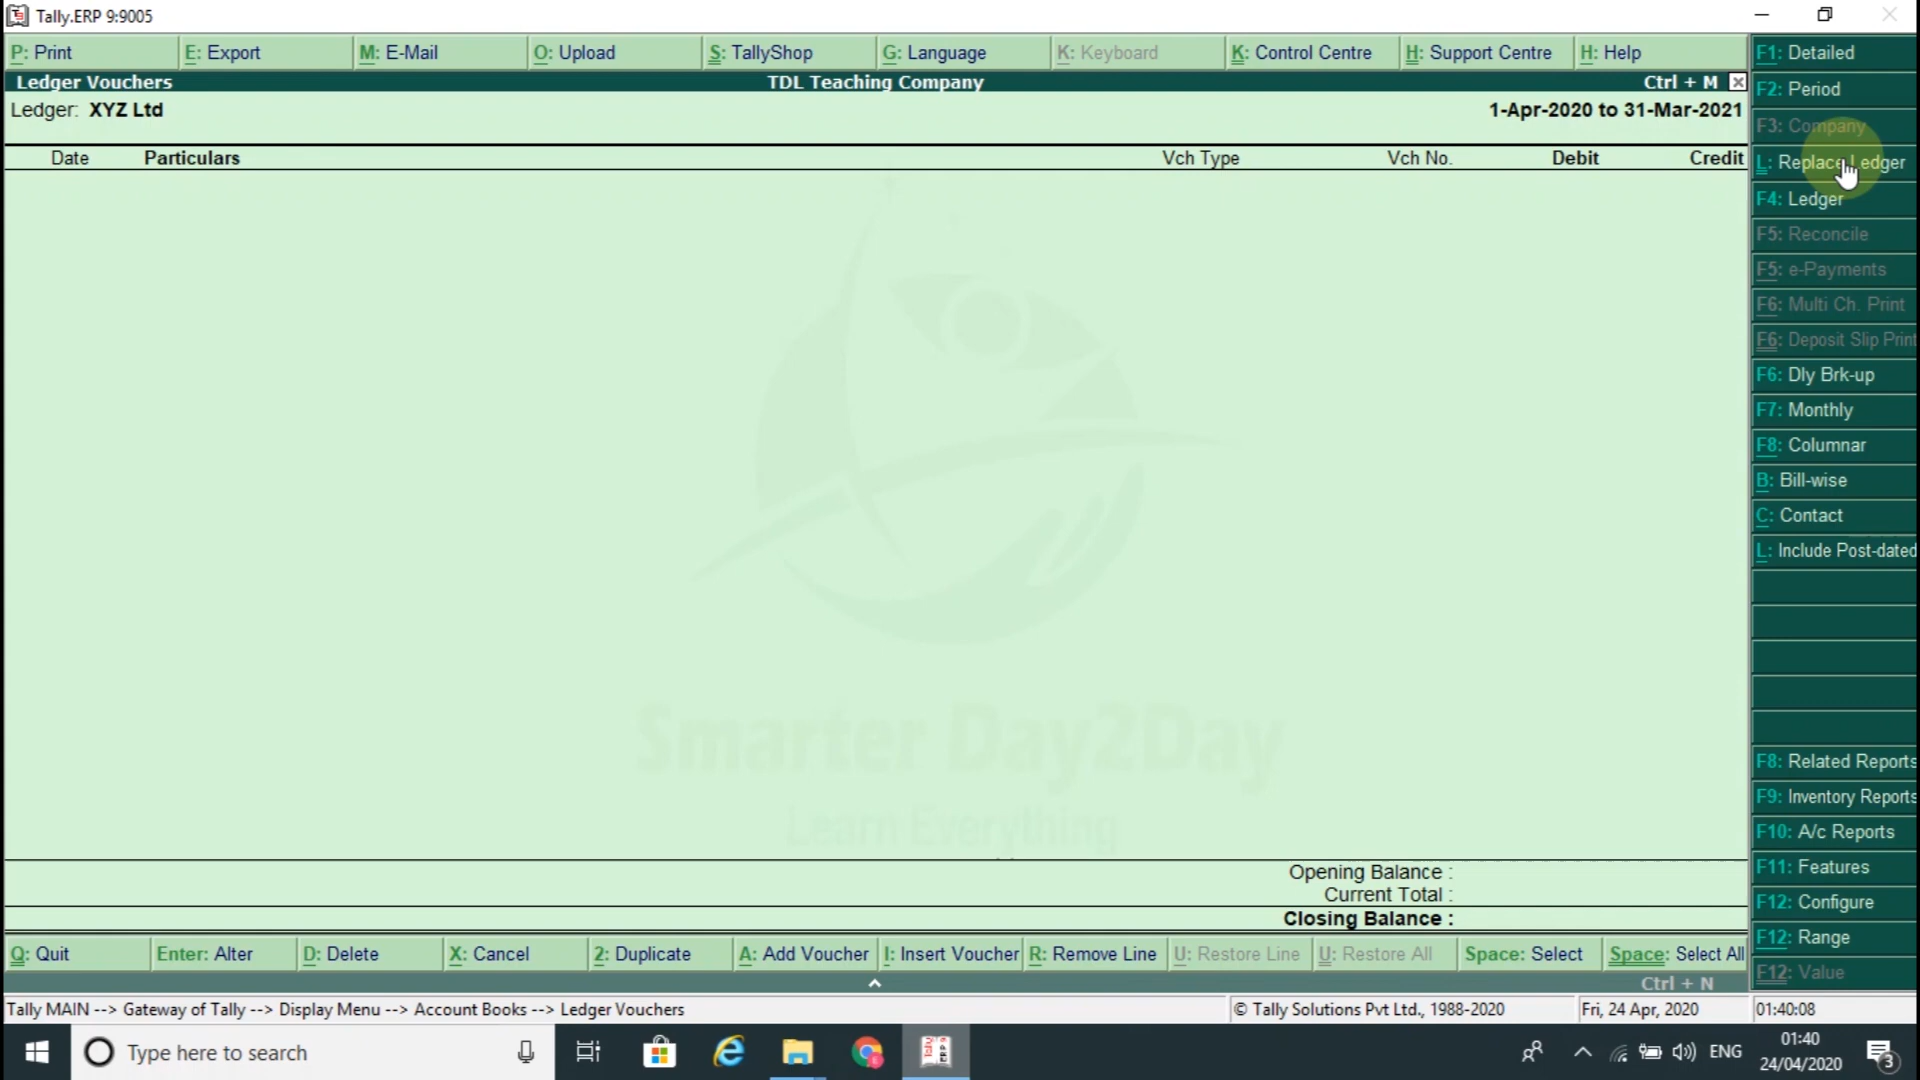 Tally.ERP 9:9005
P: Print E: Export M: E-Mail O: Upload S: TallyShop G: Language K: Keyboard K: Control Centre H: Support Centre H: Help
Ledger Vouchers TDL Teaching Company Ctrl + M
Ledger: XYZ Ltd 1-Apr-2020 to 31-Mar-2021
Date Particulars Vch Type Vch No. Debit Credit
Smarter Day2Day
Learn Everything
Opening Balance :
Current Total :
Closing Balance :
Q: Quit Enter: Alter D: Delete X: Cancel 2: Duplicate A: Add Voucher I: Insert Voucher R: Remove Line U: Restore Line U: Restore All Space: Select Space: Select All
Ctrl + N
F1: Detailed
F2: Period
F3: Company
L: Replace Ledger
F4: Ledger
F5: Reconcile
F5: e-Payments
F6: Multi Ch. Print
F6: Deposit Slip Print
F6: Dly Brk-up
F7: Monthly
F8: Columnar
B: Bill-wise
C: Contact
L: Include Post-dated
F8: Related Reports
F9: Inventory Reports
F10: A/c Reports
F11: Features
F12: Configure
F12: Range
F12: Value
Tally MAIN --> Gateway of Tally --> Display Menu --> Account Books --> Ledger Vouchers © Tally Solutions Pvt Ltd., 1988-2020 Fri, 24 Apr, 2020 01:40:08
Type here to search ENG 01:40
24/04/2020 3